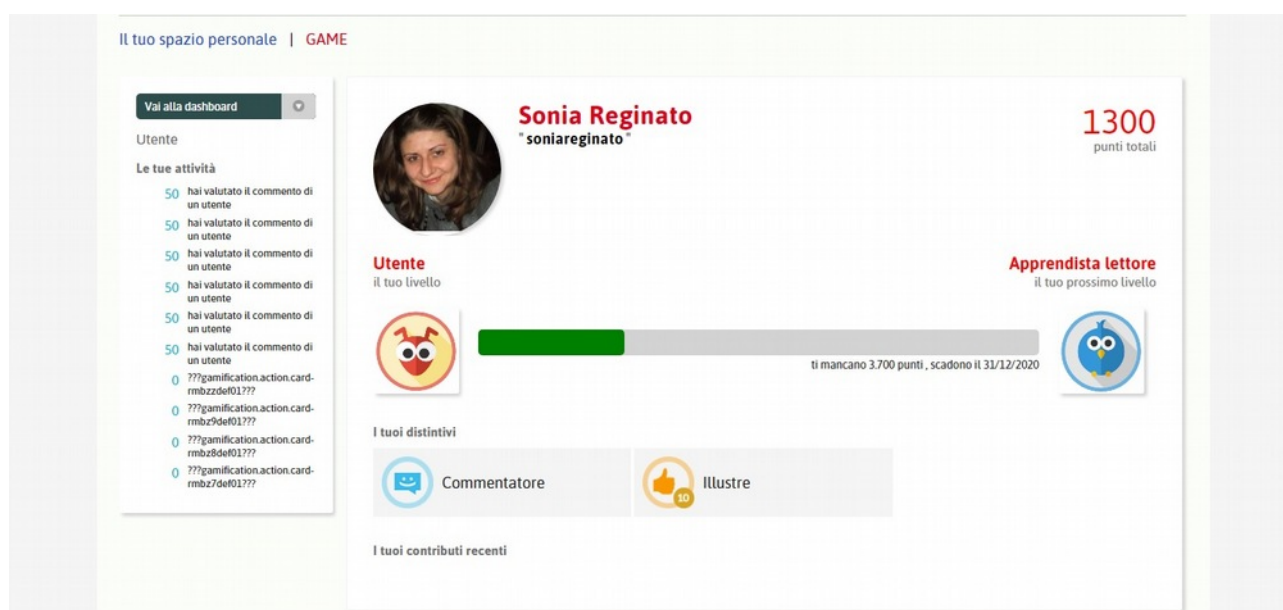 Il tuo spazio personale | GAME
Vai alla dashboard
Utente
Le tue attività
50 hai valutato il commento di
un utente
50 hai valutato il commento di
un utente
50 hai valutato il commento di
un utente
50 hai valutato il commento di
un utente
50 hai valutato il commento di
un utente
50 hai valutato il commento di
un utente
0 ???gamification.action.card-
rmbzzdef01???
0 ???gamification.action.card-
rmbz9def01???
0 ???gamification.action.card-
rmbz8def01???
0 ???gamification.action.card-
rmbz7def01???
Sonia Reginato
"soniareginato"
1300
punti totali
Utente
il tuo livello
Apprendista lettore
il tuo prossimo livello
ti mancano 3.700 punti , scadono il 31/12/2020
I tuoi distintivi
Commentatore
10
Illustre
I tuoi contributi recenti